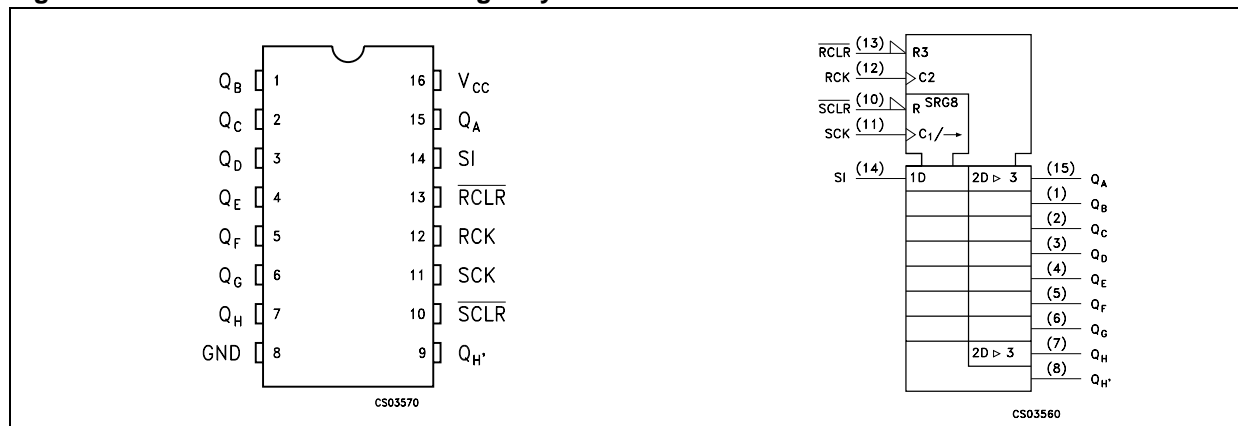 Q_B 1 16 V_CC
Q_C 2 15 Q_A
Q_D 3 14 SI
Q_E 4 13 RCLR
Q_F 5 12 RCK
Q_G 6 11 SCK
Q_H 7 10 SCLR
GND 8 9 Q_H'
CS03570
RCLR (13) R3
RCK (12) C2
SCLR (10) R SRG8
SCK (11) C1/→
SI (14) 1D 2D ▷ 3 (15) Q_A
(1) Q_B
(2) Q_C
(3) Q_D
(4) Q_E
(5) Q_F
(6) Q_G
2D ▷ 3 (7) Q_H
(8) Q_H'
CS03560